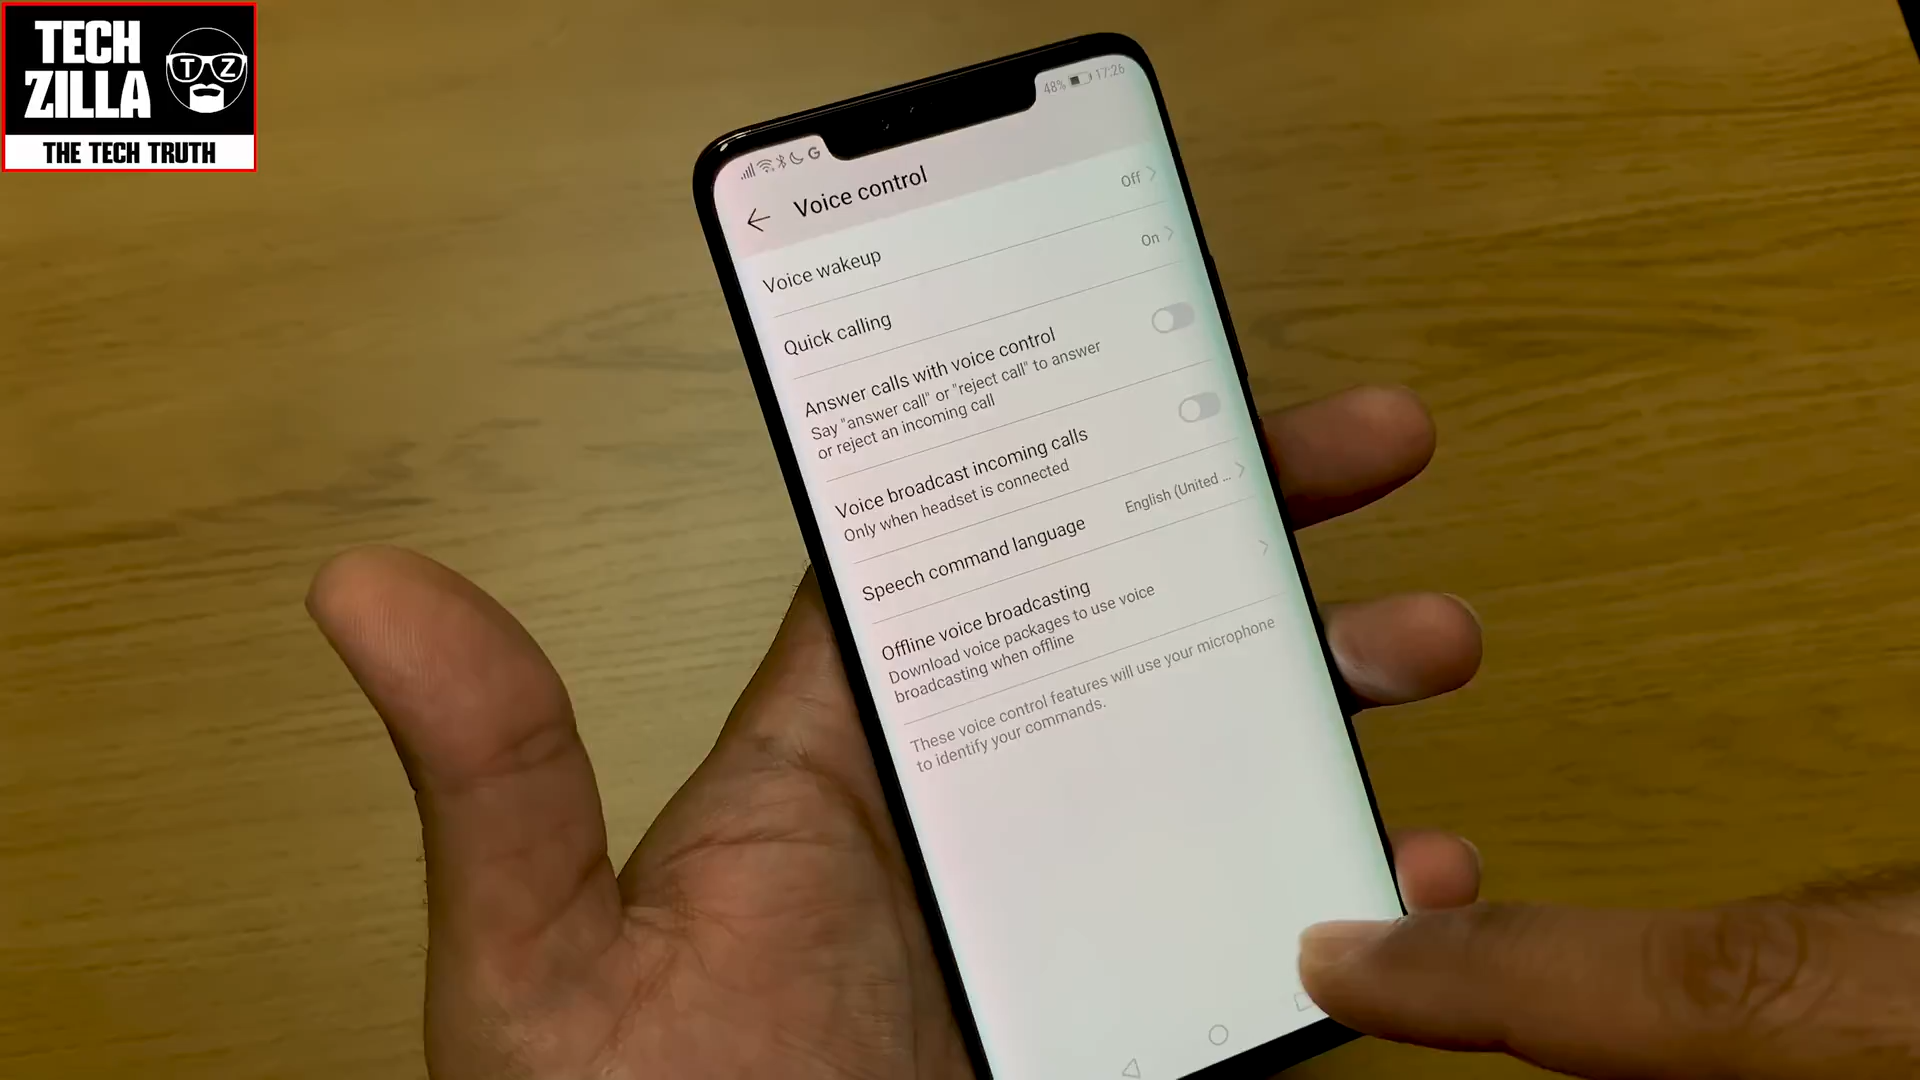 TECH
ZILLA
T Z
THE TECH TRUTH
G
48% 17:26
Voice control
Voice wakeup Off
Quick calling On
Answer calls with voice control
Say "answer call" or "reject call" to answer
or reject an incoming call
Voice broadcast incoming calls
Only when headset is connected
Speech command language English (United ...
Offline voice broadcasting
Download voice packages to use voice
broadcasting when offline
These voice control features will use your microphone
to identify your commands.